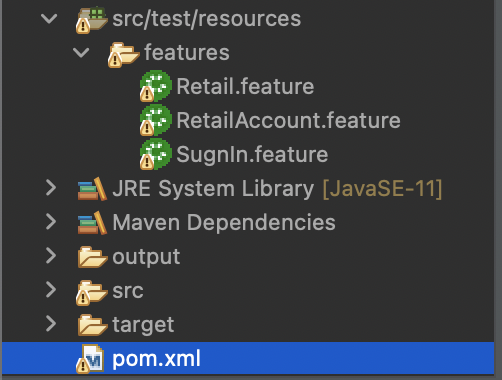 src/test/resources
features
Retail.feature
RetailAccount.feature
SugnIn.feature
JRE System Library [JavaSE-11]
Maven Dependencies
output
src
target
pom.xml